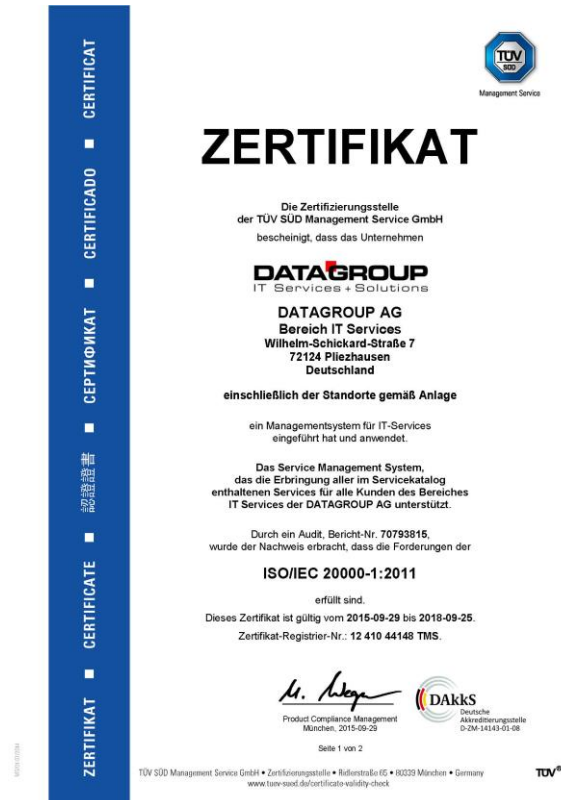 ZERTIFIKAT ■ CERTIFICATE ■ 認證證書 ■ СЕРТИФИКАТ ■ CERTIFICADO ■ CERTIFICAT
TÜV
SÜD
Management Service
ZERTIFIKAT
Die Zertifizierungsstelle
der TÜV SÜD Management Service GmbH
bescheinigt, dass das Unternehmen
DATAGROUP
IT Services + Solutions
DATAGROUP AG
Bereich IT Services
Wilhelm-Schickard-Straße 7
72124 Pliezhausen
Deutschland
einschließlich der Standorte gemäß Anlage
ein Managementsystem für IT-Services
eingeführt hat und anwendet.
Das Service Management System,
das die Erbringung aller im Servicekatalog
enthaltenen Services für alle Kunden des Bereiches
IT Services der DATAGROUP AG unterstützt.
Durch ein Audit, Bericht-Nr. 70793815,
wurde der Nachweis erbracht, dass die Forderungen der
ISO/IEC 20000-1:2011
erfüllt sind.
Dieses Zertifikat ist gültig vom 2015-09-29 bis 2018-09-25.
Zertifikat-Registrier-Nr.: 12 410 44148 TMS.
M. Wegn
Product Compliance Management
München, 2015-09-29
DAkkS
Deutsche
Akkreditierungsstelle
D-ZM-14143-01-08
Seite 1 von 2
TÜV SÜD Management Service GmbH • Zertifizierungsstelle • Ridlerstraße 65 • 80339 München • Germany
www.tuev-sued.de/certificate-validity-check
TÜV®